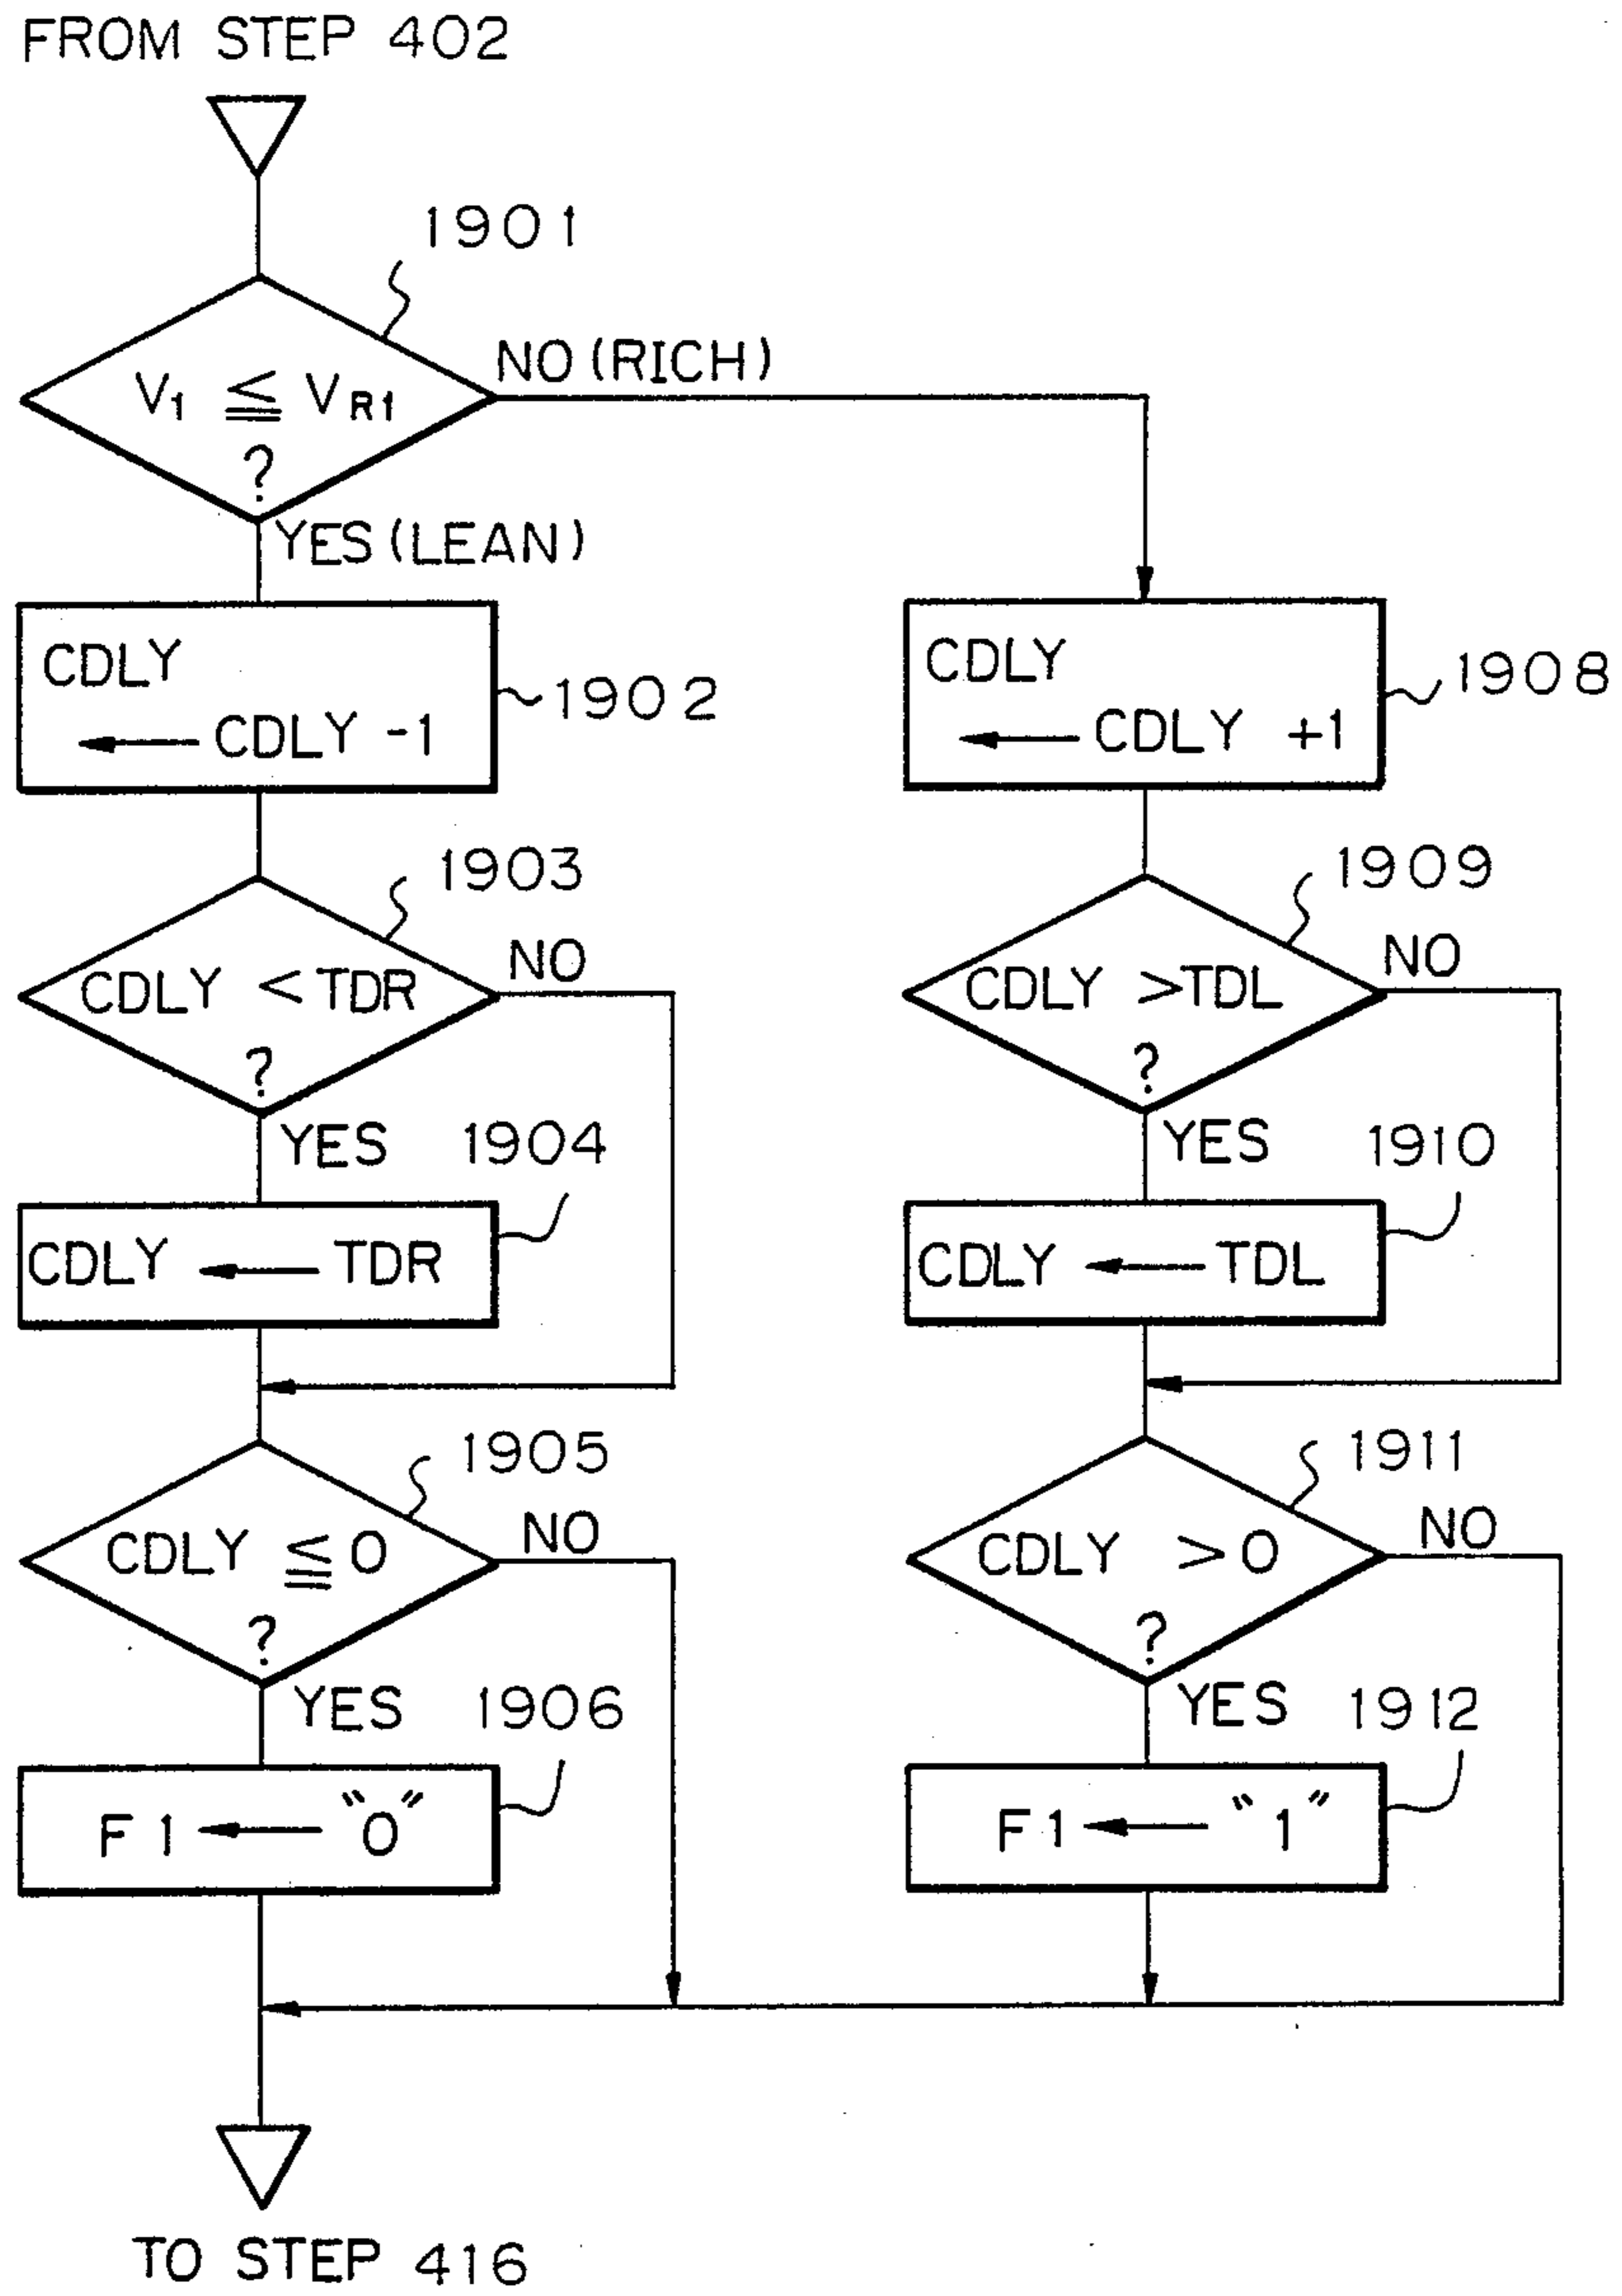 FROM STEP 402
1901
V1 ≦ VR1
?
NO (RICH)
YES (LEAN)
CDLY
← CDLY -1
1902
CDLY
← CDLY +1
1908
1903
CDLY < TDR
?
NO
YES
1909
CDLY > TDL
?
NO
YES
1904
CDLY ← TDR
1910
CDLY ← TDL
1905
CDLY ≦ 0
?
NO
YES
1911
CDLY > 0
?
NO
YES
1906
F1 ← "0"
1912
F1 ← "1"
TO STEP 416